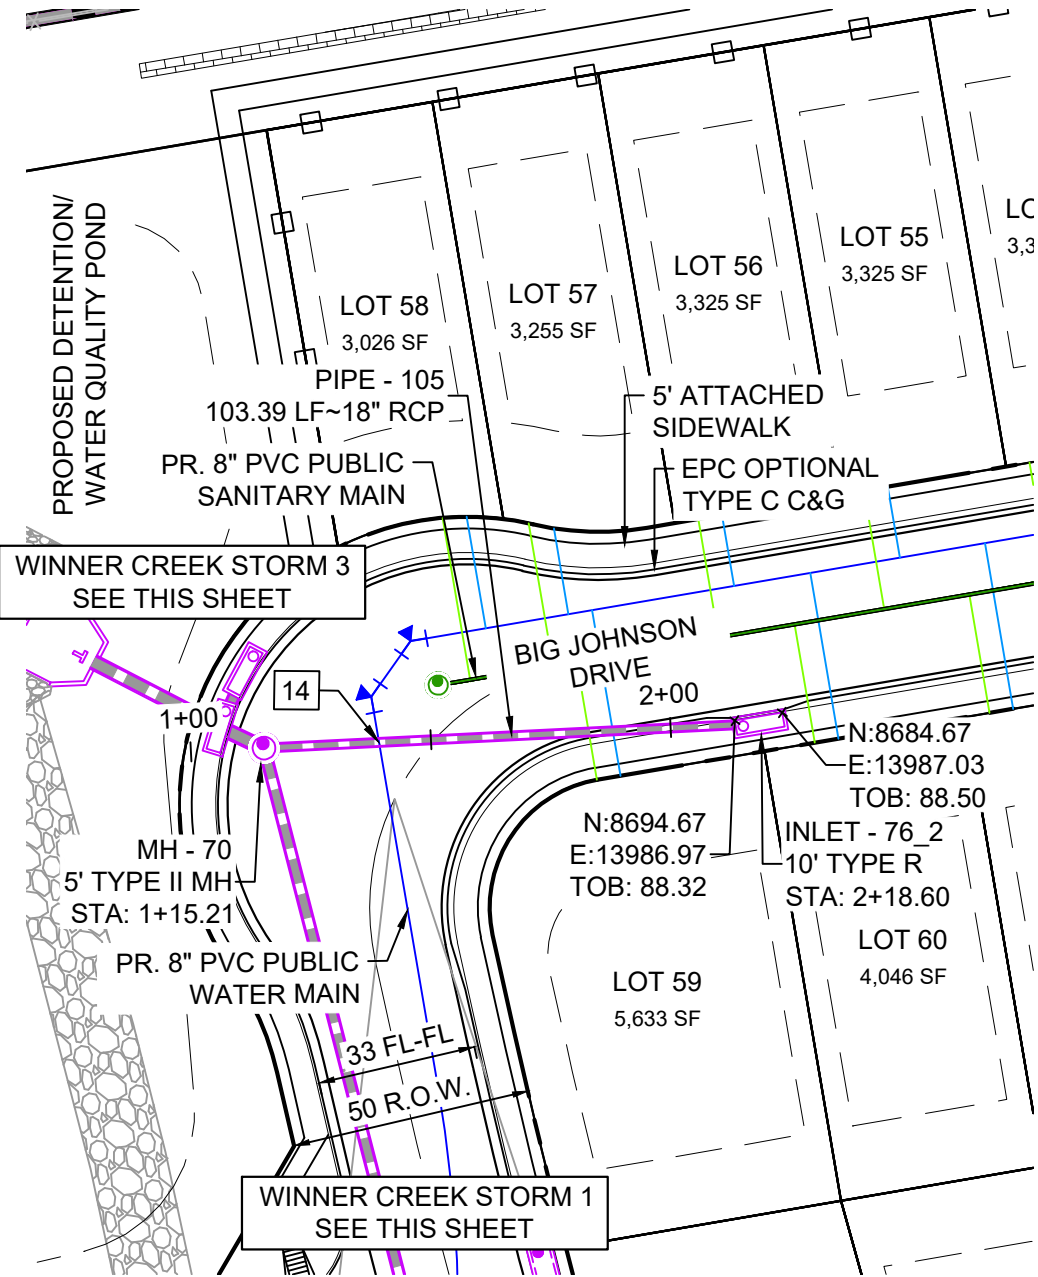 PROPOSED DETENTION/
WATER QUALITY POND
LOT 58
3,026 SF
LOT 57
3,255 SF
LOT 56
3,325 SF
LOT 55
3,325 SF
LC
3,3
PIPE - 105
103.39 LF~18" RCP
PR. 8" PVC PUBLIC
SANITARY MAIN
5' ATTACHED
SIDEWALK
EPC OPTIONAL
TYPE C C&G
WINNER CREEK STORM 3
SEE THIS SHEET
BIG JOHNSON
DRIVE
14
1+00
2+00
N:8684.67
E:13987.03
TOB: 88.50
N:8694.67
E:13986.97
TOB: 88.32
INLET - 76_2
10' TYPE R
STA: 2+18.60
MH - 70
5' TYPE II MH
STA: 1+15.21
PR. 8" PVC PUBLIC
WATER MAIN
LOT 59
5,633 SF
LOT 60
4,046 SF
33 FL-FL
50 R.O.W.
WINNER CREEK STORM 1
SEE THIS SHEET